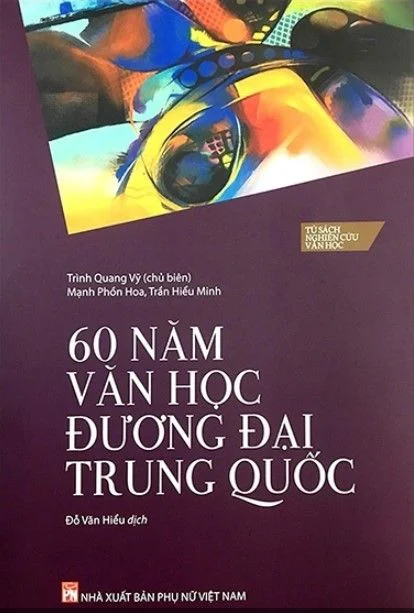 TỦ SÁCH
NGHIÊN CỨU
VĂN HỌC
Trình Quang Vỹ (chủ biên)
Mạnh Phồn Hoa, Trần Hiểu Minh
60 NĂM
VĂN HỌC
ĐƯƠNG ĐẠI
TRUNG QUỐC
Đỗ Văn Hiểu dịch
PN NHÀ XUẤT BẢN PHỤ NỮ VIỆT NAM